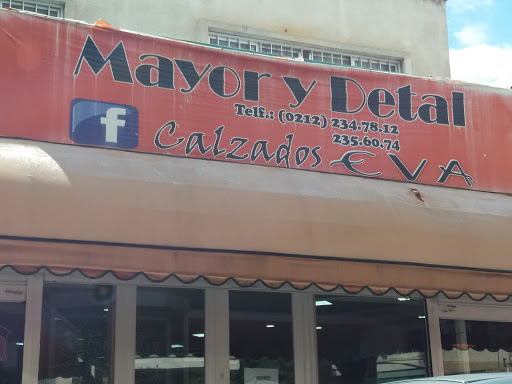 Mayor y Detal
Telf.: (0212) 234.78.12
235.60.74
f
Calzados EVA